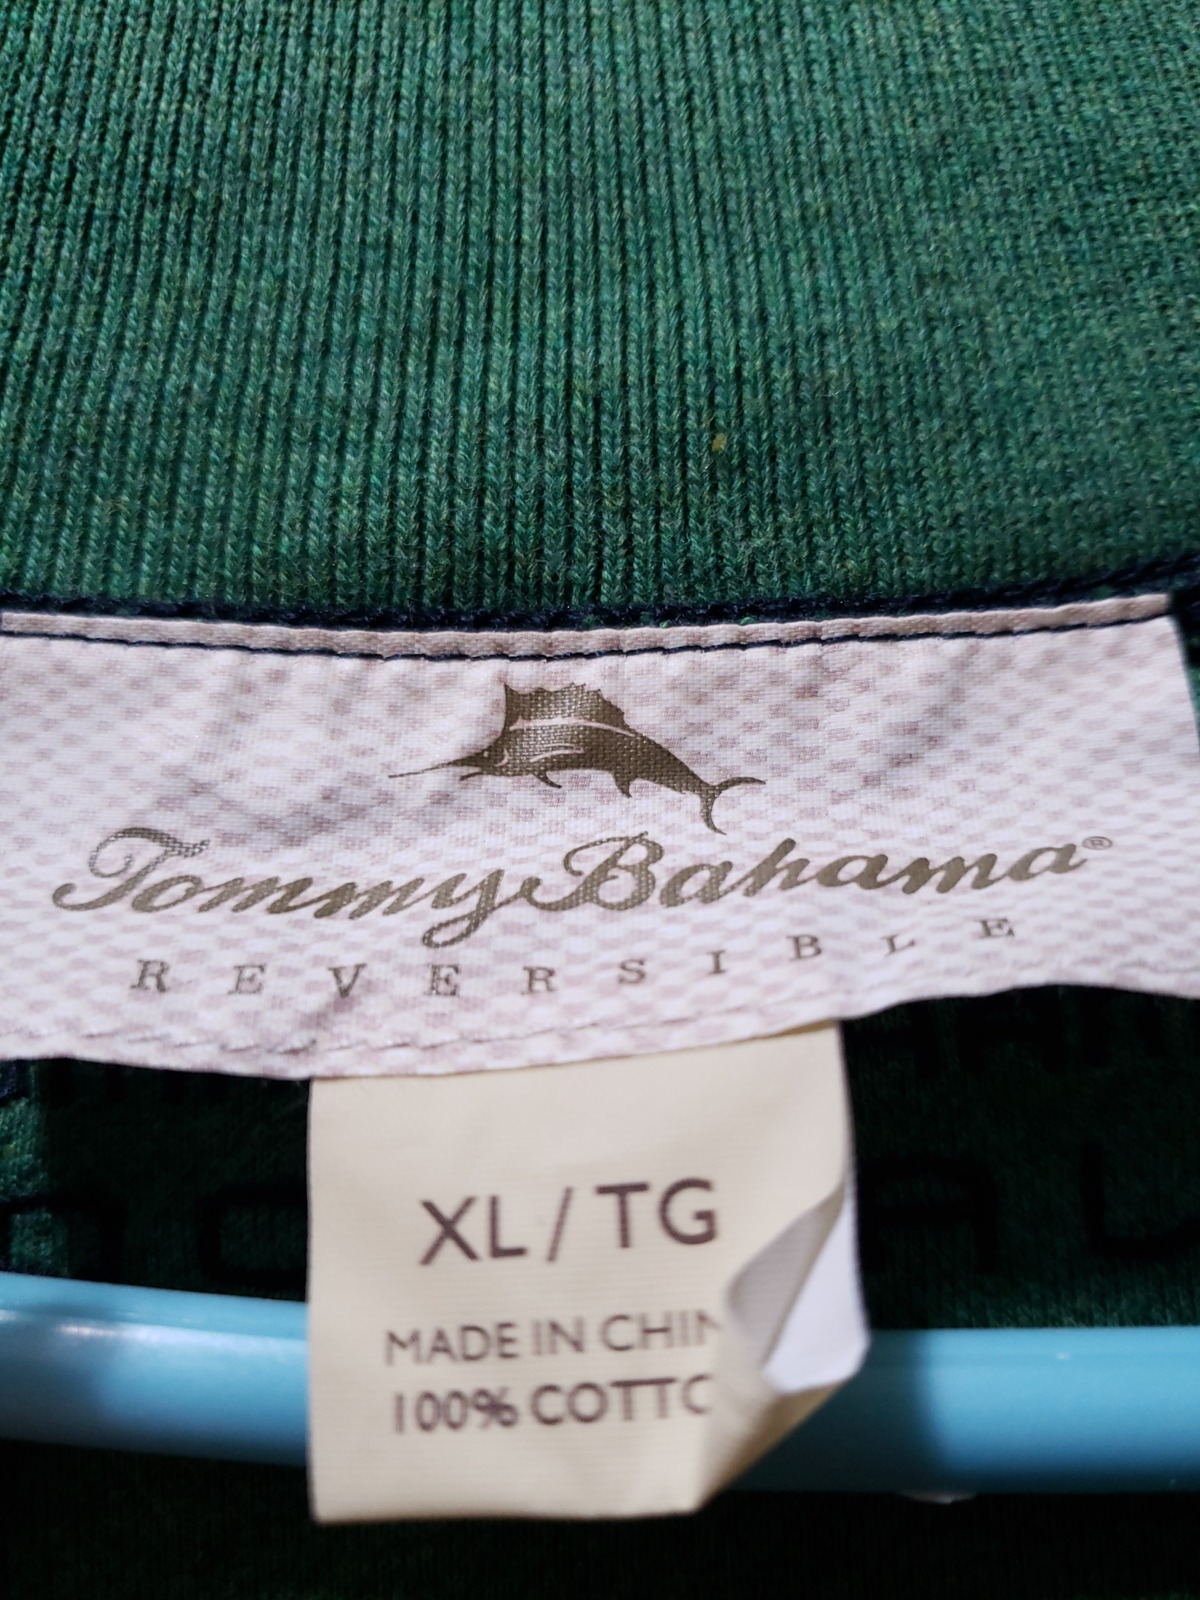 Tommy Bahama®
REVERSIBLE
XL / TG
MADE IN CHIN
100% COTTO